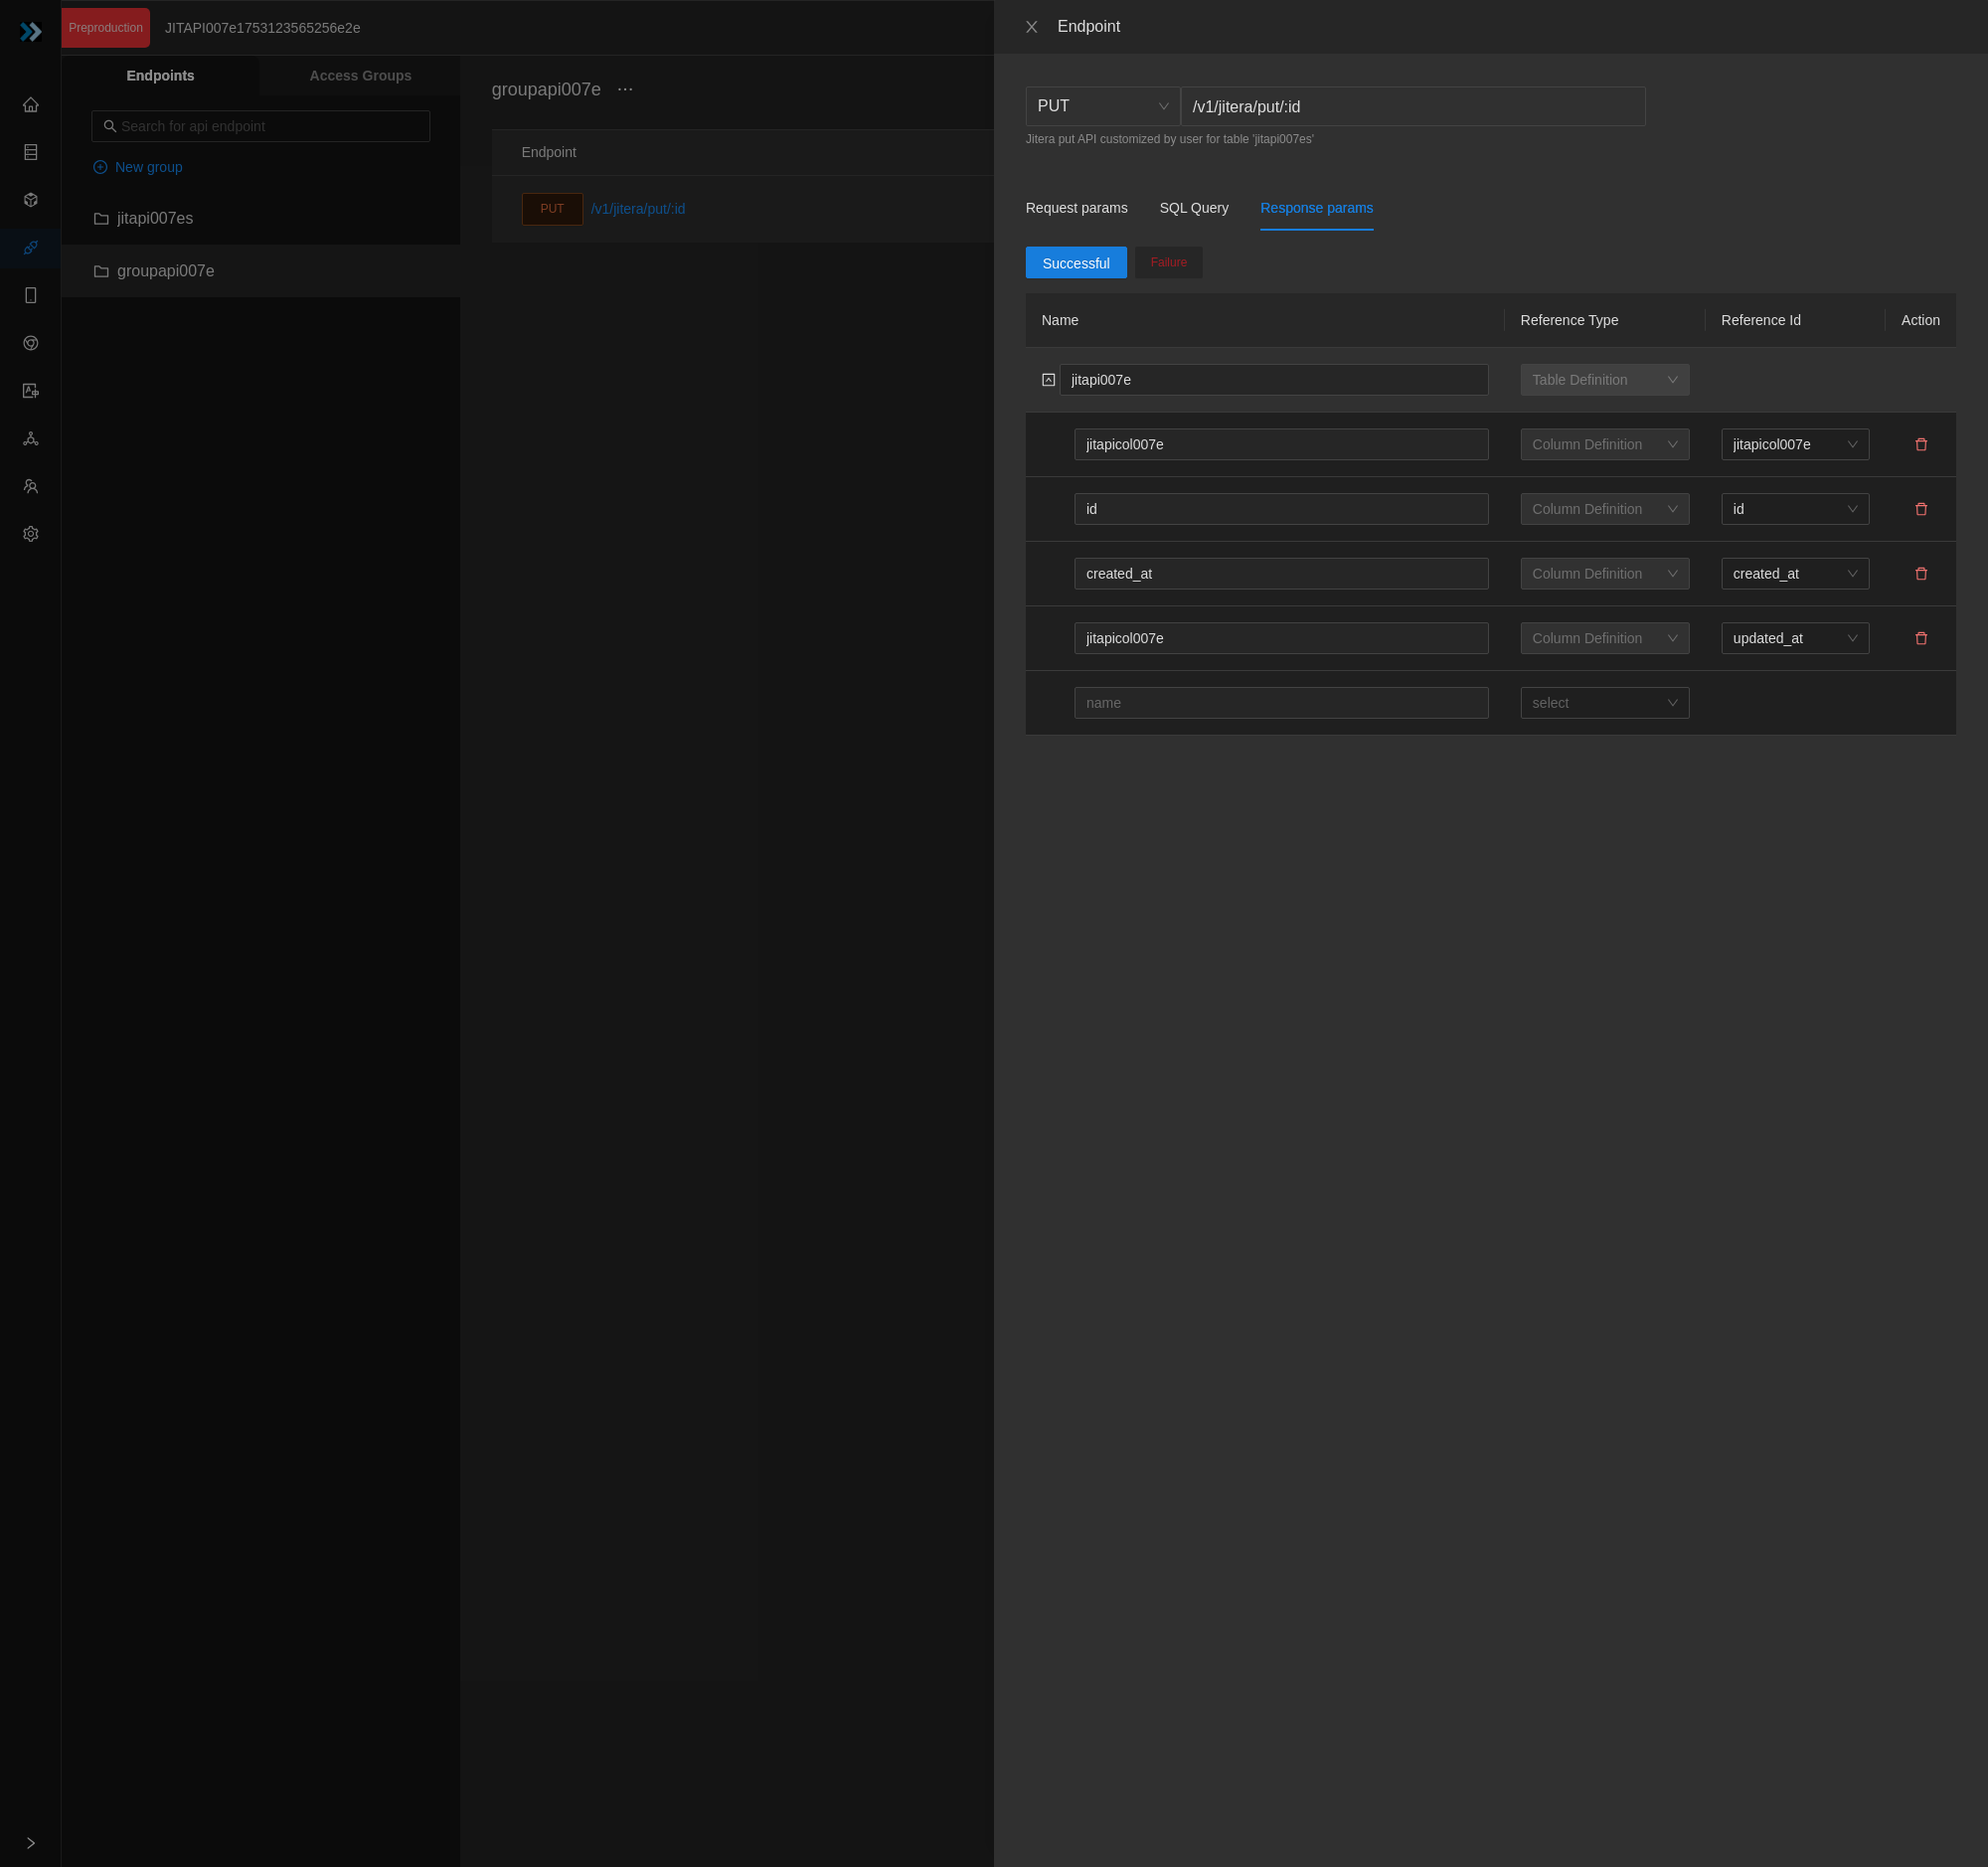 Preproduction JITAPI007e1753123565256e2e
Endpoints Access Groups
Search for api endpoint
New group
jitapi007es
groupapi007e
groupapi007e ···
Endpoint
PUT /v1/jitera/put/:id
Endpoint
PUT /v1/jitera/put/:id
Jitera put API customized by user for table 'jitapi007es'
Request params SQL Query Response params
Successful Failure
Name Reference Type Reference Id Action
jitapi007e Table Definition
jitapicol007e Column Definition jitapicol007e
id Column Definition id
created_at Column Definition created_at
jitapicol007e Column Definition updated_at
name select